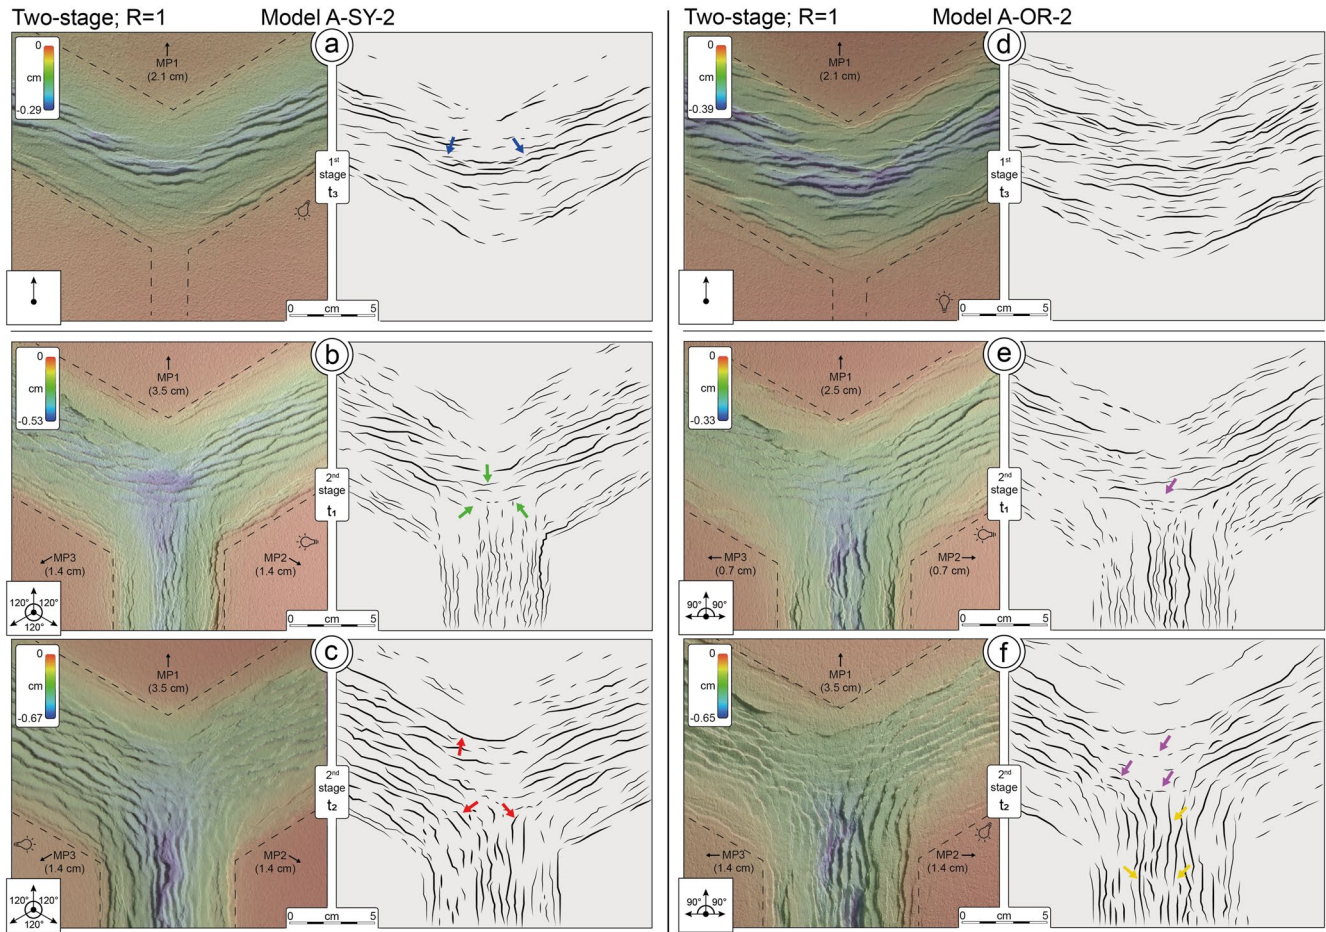 Two-stage; R=1 Model A-SY-2
a
0
cm
-0.29
MP1
(2.1 cm)
1st
stage
t3
0 cm 5
b
0
cm
-0.53
MP1
(3.5 cm)
2nd
stage
t1
MP3
(1.4 cm)
MP2
(1.4 cm)
120° 120°
120°
0 cm 5
c
0
cm
-0.67
MP1
(3.5 cm)
2nd
stage
t2
MP3
(1.4 cm)
MP2
(1.4 cm)
120° 120°
120°
0 cm 5
Two-stage; R=1 Model A-OR-2
d
0
cm
-0.39
MP1
(2.1 cm)
1st
stage
t3
0 cm 5
e
0
cm
-0.33
MP1
(2.5 cm)
2nd
stage
t1
MP3
(0.7 cm)
MP2
(0.7 cm)
90° 90°
0 cm 5
f
0
cm
-0.65
MP1
(3.5 cm)
2nd
stage
t2
MP3
(1.4 cm)
MP2
(1.4 cm)
90° 90°
0 cm 5